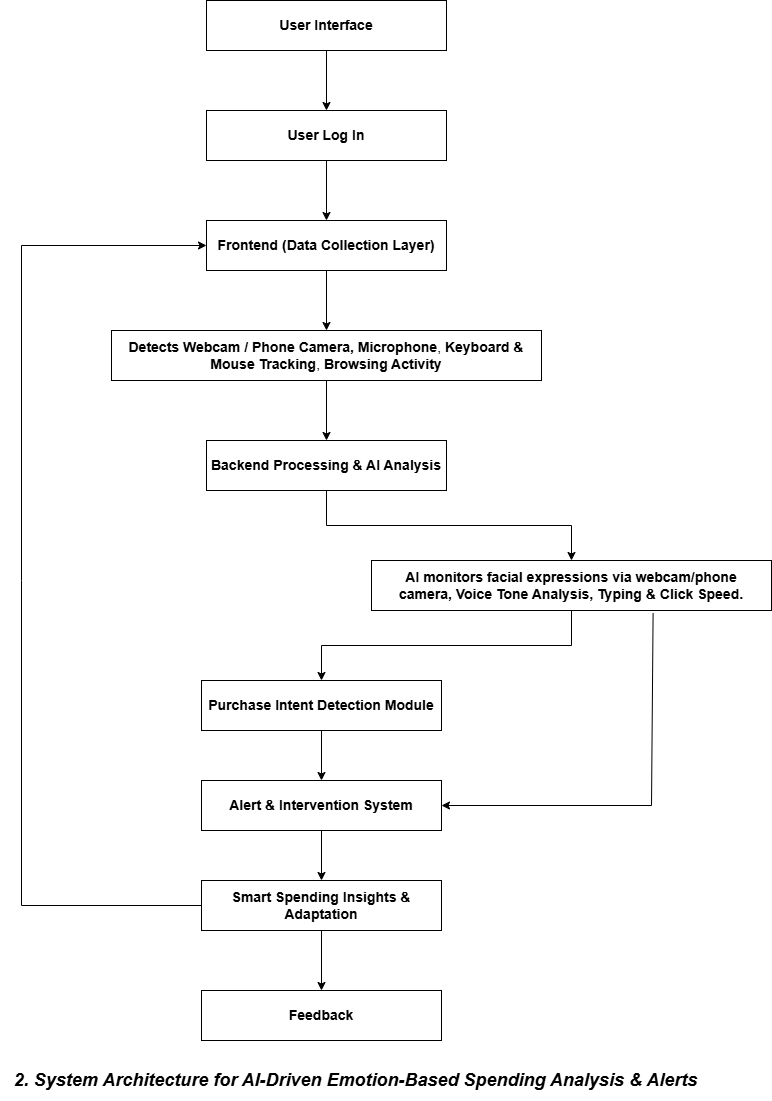 User Interface
User Log In
Frontend (Data Collection Layer)
Detects Webcam / Phone Camera, Microphone, Keyboard &
Mouse Tracking, Browsing Activity
Backend Processing & AI Analysis
AI monitors facial expressions via webcam/phone
camera, Voice Tone Analysis, Typing & Click Speed.
Purchase Intent Detection Module
Alert & Intervention System
Smart Spending Insights &
Adaptation
Feedback
2. System Architecture for AI-Driven Emotion-Based Spending Analysis & Alerts